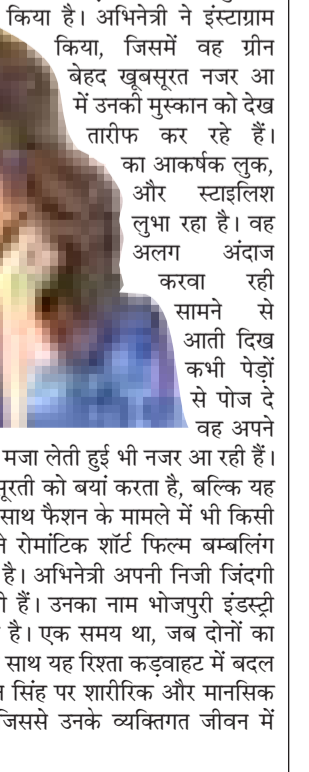 किया है। अभिनेत्री ने इंस्टाग्राम
किया, जिसमें वह ग्रीन
बेहद खूबसूरत नजर आ
में उनकी मुस्कान को देख
तारीफ कर रहे हैं।
का आकर्षक लुक,
और स्टाइलिश
लुभा रहा है। वह
अलग अंदाज
करवा रही
सामने से
आती दिख
कभी पेड़ों
से पोज दे
वह अपने
मजा लेती हुई भी नजर आ रही हैं।
को बयां करता है, बल्कि यह
साथ फैशन के मामले में भी किसी
रोमांटिक शॉर्ट फिल्म बम्बलिंग
है। अभिनेत्री अपनी निजी जिंदगी
हैं। उनका नाम भोजपुरी इंडस्ट्री
है। एक समय था, जब दोनों का
साथ यह रिश्ता कड़वाहट में बदल
सिंह पर शारीरिक और मानसिक
जिससे उनके व्यक्तिगत जीवन में